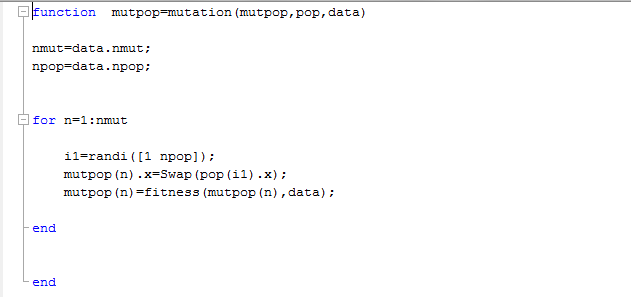 function  mutpop=mutation(mutpop,pop,data)
nmut=data.nmut;
npop=data.npop;
for n=1:nmut
i1=randi([1 npop]);
mutpop(n).x=Swap(pop(i1).x);
mutpop(n)=fitness(mutpop(n),data);
end
end